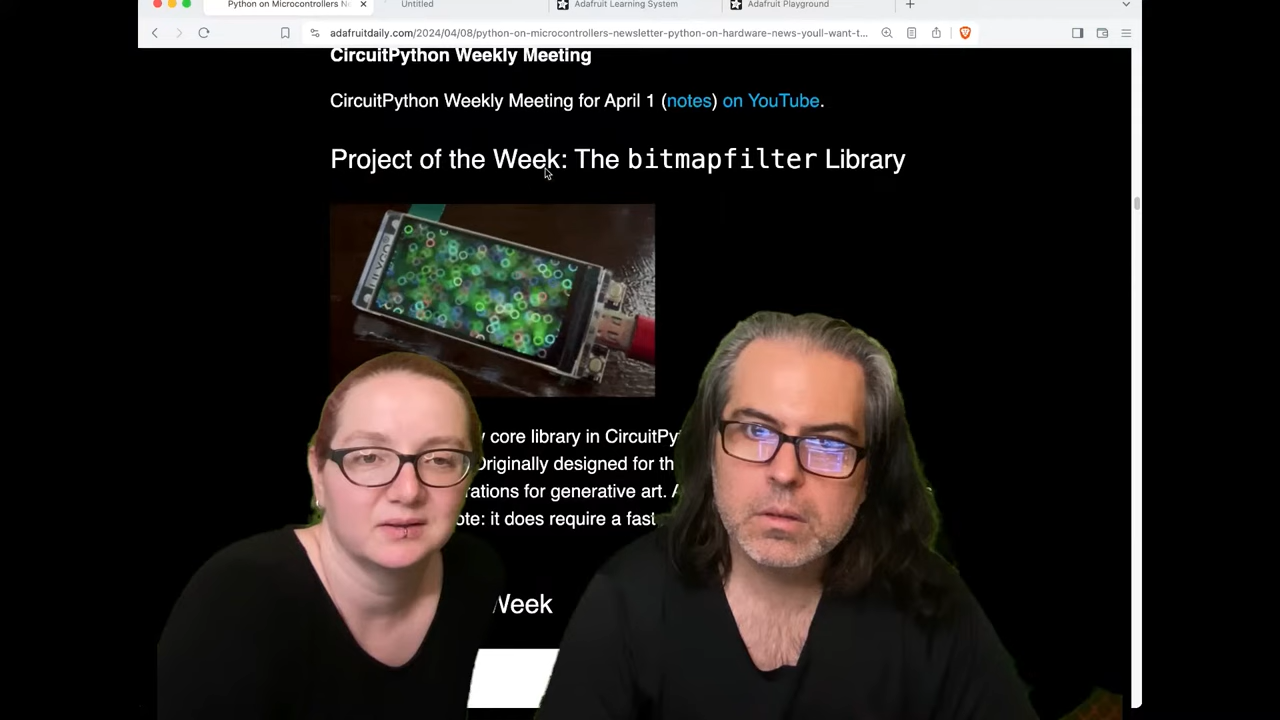 Python on Microcontrollers N
Untitled
Adafruit Learning System
Adafruit Playground
adafruitdaily.com/2024/04/08/python-on-microcontrollers-newsletter-python-on-hardware-news-youll-want-t...
CircuitPython Weekly Meeting
CircuitPython Weekly Meeting for April 1 (notes) on YouTube.
Project of the Week: The bitmapfilter Library
LILYGO
core library in CircuitPy
Originally designed for th
rations for generative art. A
ote: it does require a fast
Week